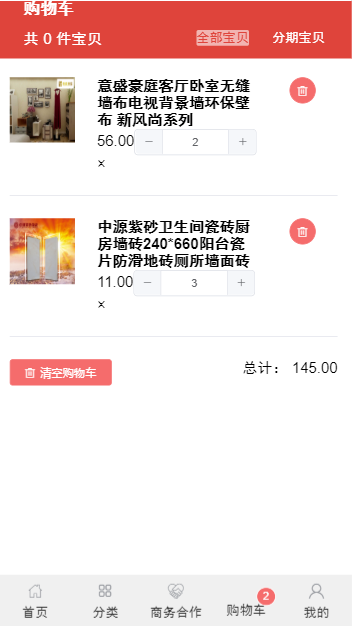 购物车
共 0 件宝贝
全部宝贝
分期宝贝
意盛豪庭客厅卧室无缝
墙布电视背景墙环保壁
布 新风尚系列
56.00 − 2 +
x
中源紫砂卫生间瓷砖厨
房墙砖240*660阳台瓷
片防滑地砖厕所墙面砖
11.00 − 3 +
x
清空购物车
总计： 145.00
首页
分类
商务合作
购物车
2
我的